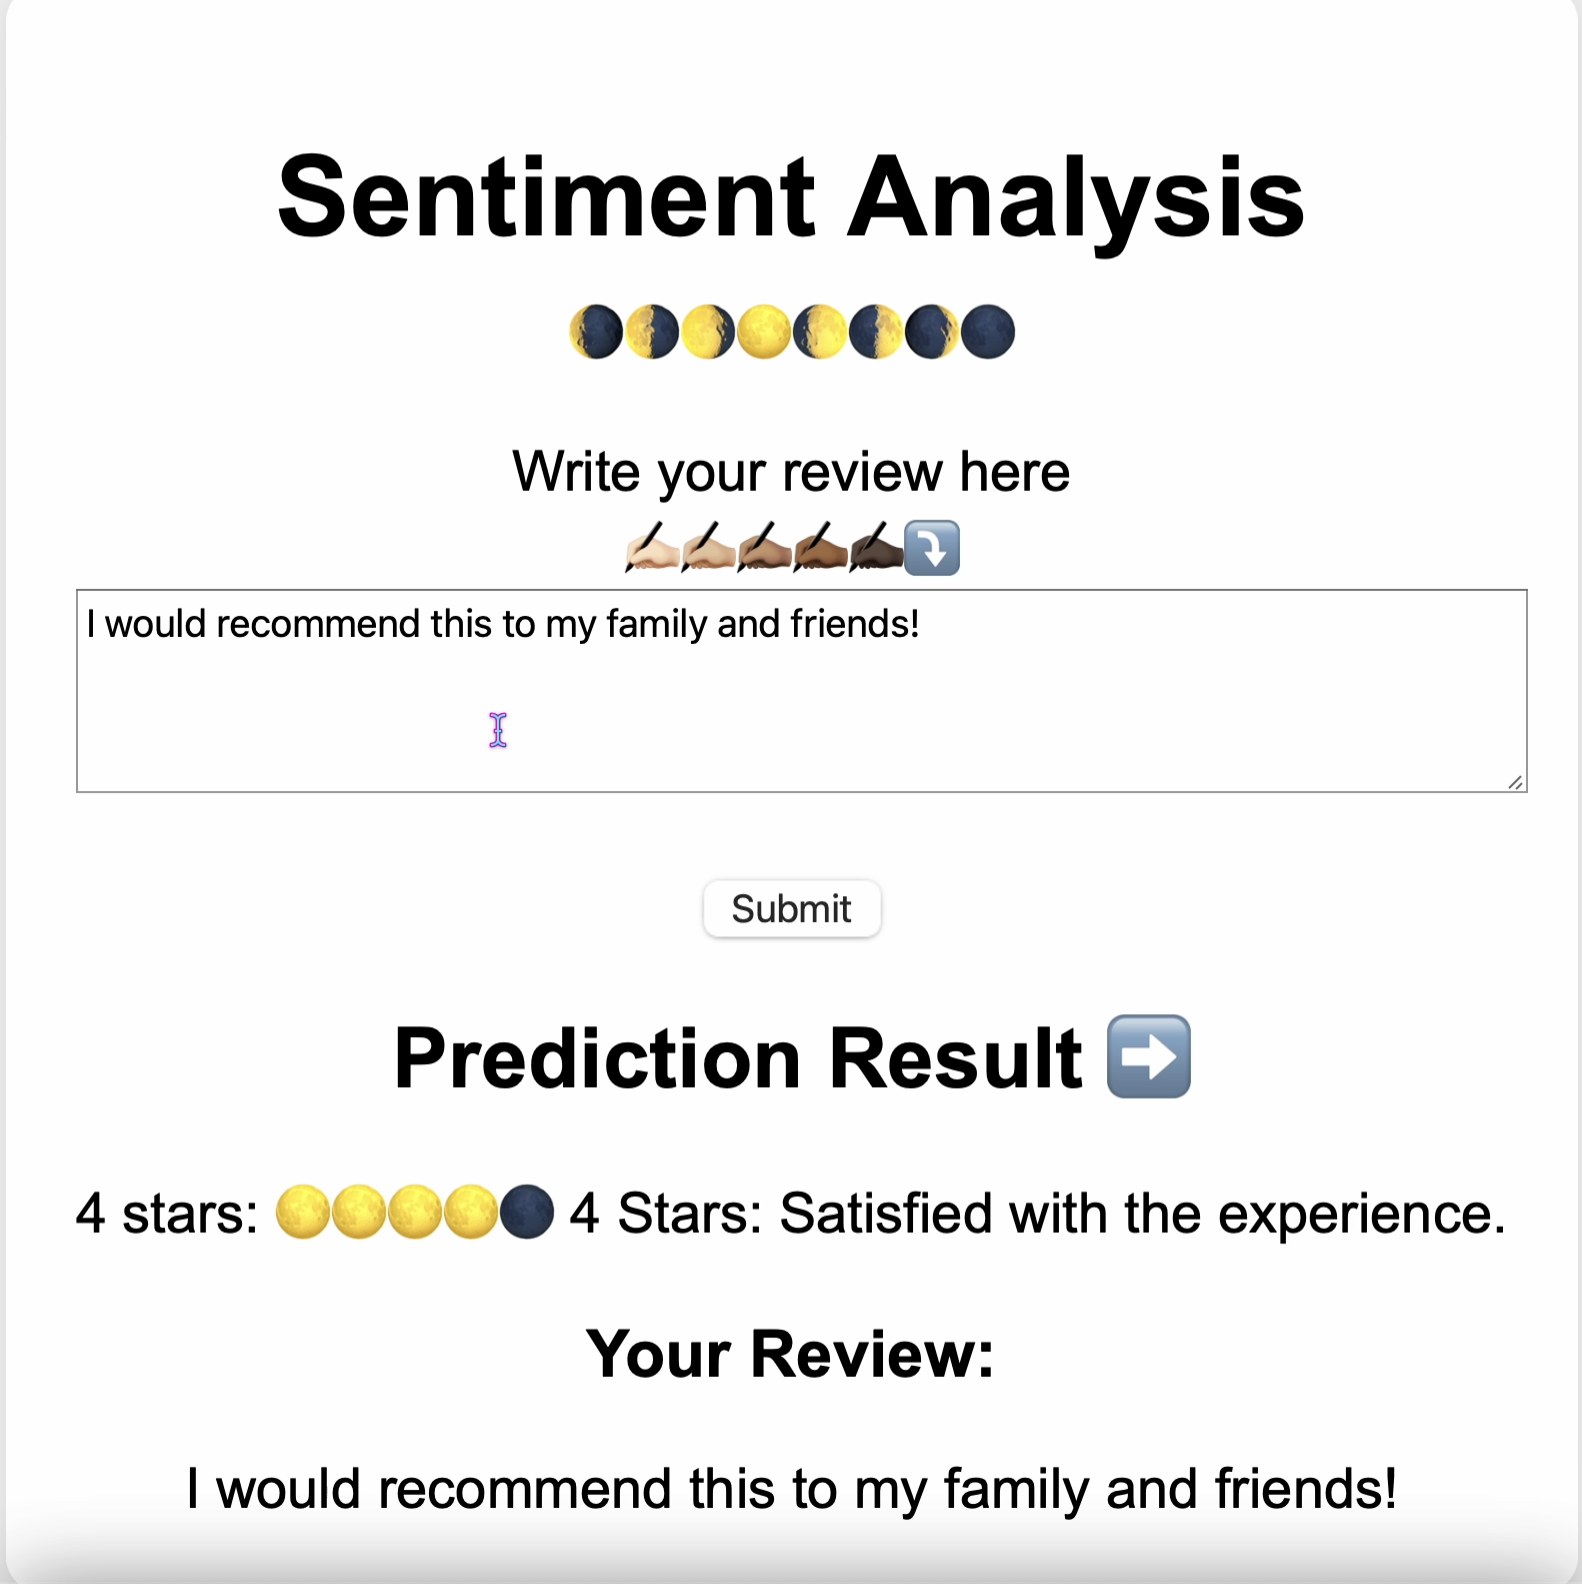 Sentiment Analysis
🌘🌗🌖🌕🌔🌓🌒🌑
Write your review here
✍🏻✍🏼✍🏽✍🏾✍🏿⤵️
I would recommend this to my family and friends!
Submit
Prediction Result ➡️
4 stars: 🌕🌕🌕🌕🌑 4 Stars: Satisfied with the experience.
Your Review:
I would recommend this to my family and friends!